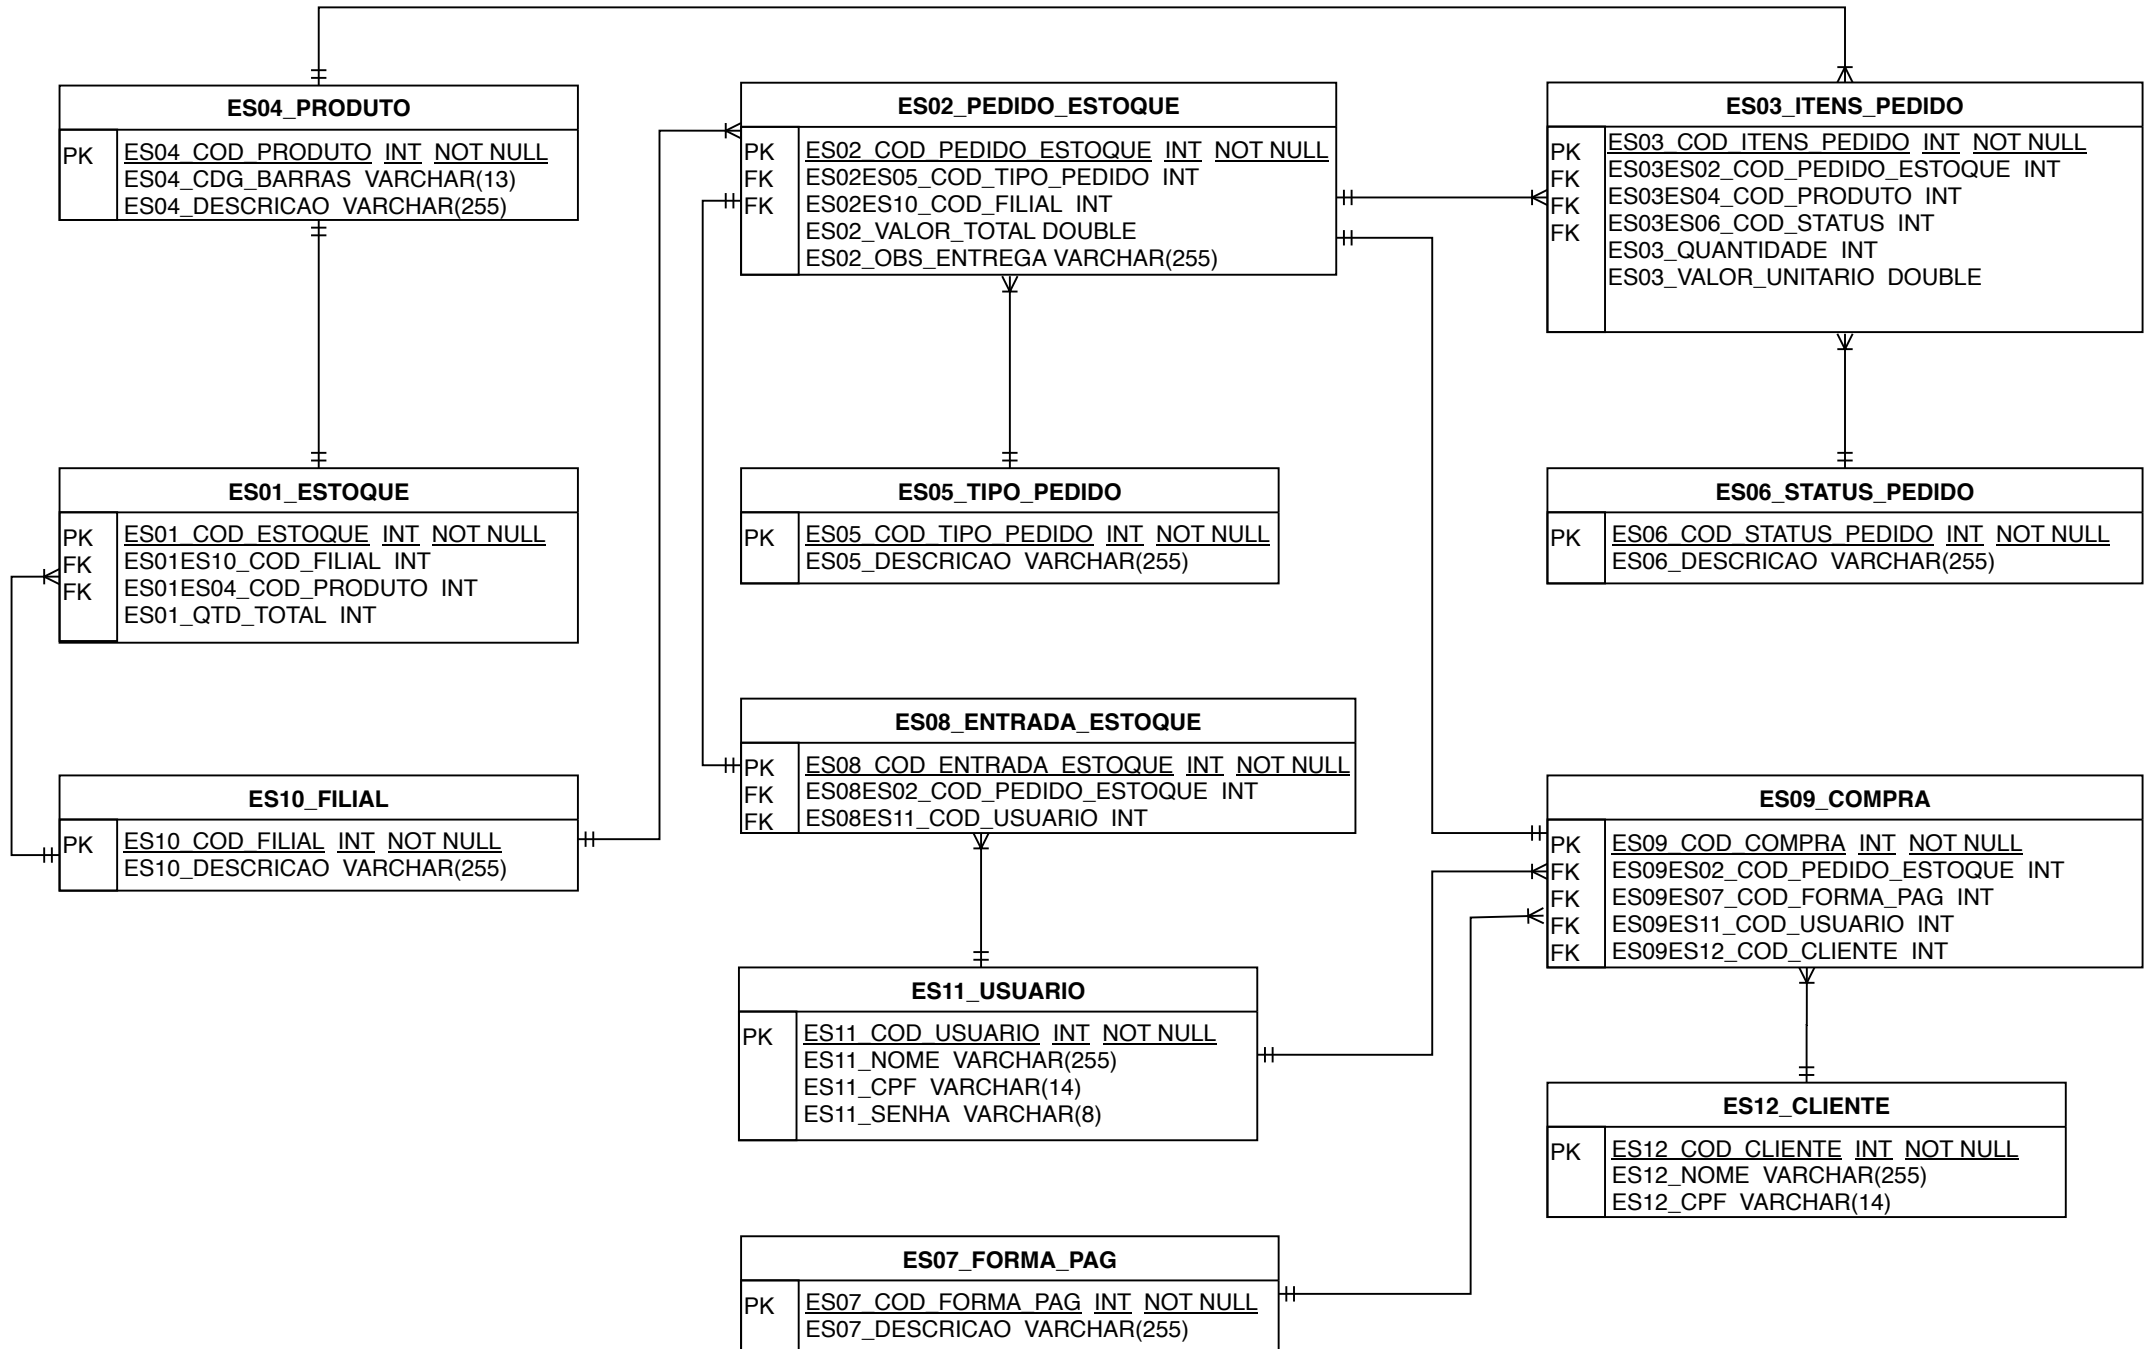 ES04_PRODUTO
PK ES04_COD_PRODUTO INT NOT NULL
ES04_CDG_BARRAS VARCHAR(13)
ES04_DESCRICAO VARCHAR(255)
ES02_PEDIDO_ESTOQUE
PK ES02_COD_PEDIDO_ESTOQUE INT NOT NULL
FK ES02ES05_COD_TIPO_PEDIDO INT
FK ES02ES10_COD_FILIAL INT
ES02_VALOR_TOTAL DOUBLE
ES02_OBS_ENTREGA VARCHAR(255)
ES03_ITENS_PEDIDO
PK ES03_COD_ITENS_PEDIDO INT NOT NULL
FK ES03ES02_COD_PEDIDO_ESTOQUE INT
FK ES03ES04_COD_PRODUTO INT
FK ES03ES06_COD_STATUS INT
ES03_QUANTIDADE INT
ES03_VALOR_UNITARIO DOUBLE
ES01_ESTOQUE
PK ES01_COD_ESTOQUE INT NOT NULL
FK ES01ES10_COD_FILIAL INT
FK ES01ES04_COD_PRODUTO INT
ES01_QTD_TOTAL INT
ES05_TIPO_PEDIDO
PK ES05_COD_TIPO_PEDIDO INT NOT NULL
ES05_DESCRICAO VARCHAR(255)
ES06_STATUS_PEDIDO
PK ES06_COD_STATUS_PEDIDO INT NOT NULL
ES06_DESCRICAO VARCHAR(255)
ES10_FILIAL
PK ES10_COD_FILIAL INT NOT NULL
ES10_DESCRICAO VARCHAR(255)
ES08_ENTRADA_ESTOQUE
PK ES08_COD_ENTRADA_ESTOQUE INT NOT NULL
FK ES08ES02_COD_PEDIDO_ESTOQUE INT
FK ES08ES11_COD_USUARIO INT
ES09_COMPRA
PK ES09_COD_COMPRA INT NOT NULL
FK ES09ES02_COD_PEDIDO_ESTOQUE INT
FK ES09ES07_COD_FORMA_PAG INT
FK ES09ES11_COD_USUARIO INT
FK ES09ES12_COD_CLIENTE INT
ES11_USUARIO
PK ES11_COD_USUARIO INT NOT NULL
ES11_NOME VARCHAR(255)
ES11_CPF VARCHAR(14)
ES11_SENHA VARCHAR(8)
ES12_CLIENTE
PK ES12_COD_CLIENTE INT NOT NULL
ES12_NOME VARCHAR(255)
ES12_CPF VARCHAR(14)
ES07_FORMA_PAG
PK ES07_COD_FORMA_PAG INT NOT NULL
ES07_DESCRICAO VARCHAR(255)